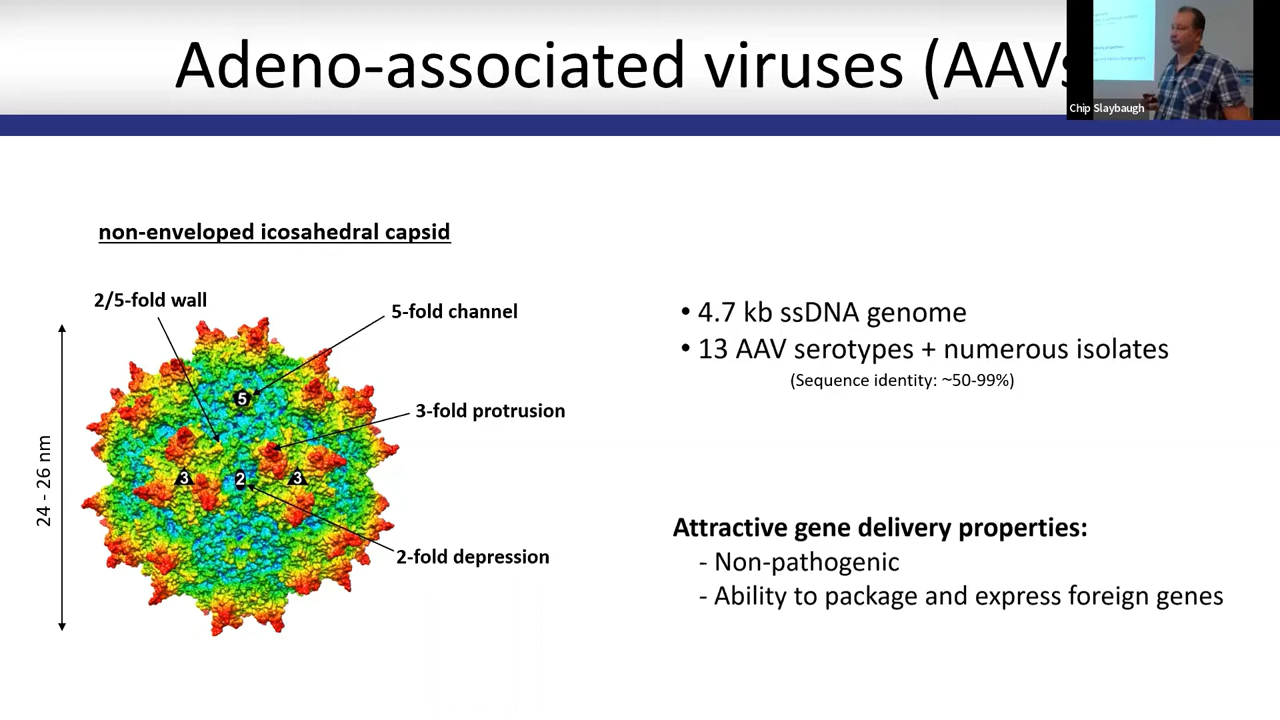 Adeno-associated viruses (AAVs
Chip Slaybaugh
non-enveloped icosahedral capsid
2/5-fold wall
5-fold channel
3-fold protrusion
2-fold depression
24 - 26 nm
5
3
2
3
• 4.7 kb ssDNA genome
• 13 AAV serotypes + numerous isolates
(Sequence identity: ~50-99%)
Attractive gene delivery properties:
- Non-pathogenic
- Ability to package and express foreign genes